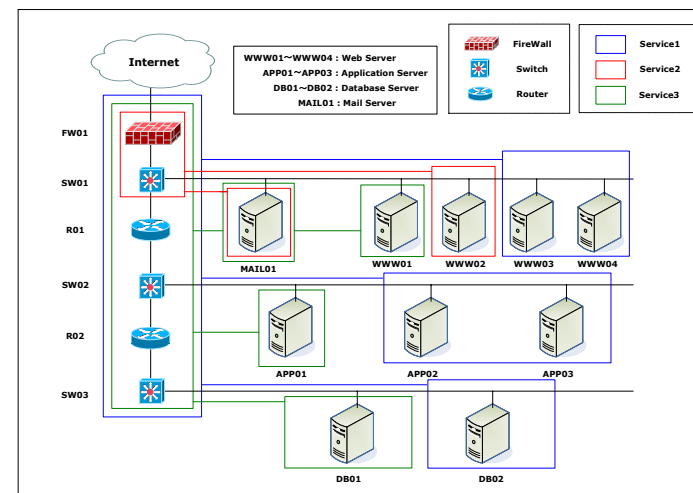 Internet
WWW01～WWW04 : Web Server
APP01～APP03 : Application Server
DB01～DB02 : Database Server
MAIL01 : Mail Server
FireWall
Switch
Router
Service1
Service2
Service3
FW01
SW01
R01
MAIL01
WWW01
WWW02
WWW03
WWW04
SW02
R02
APP01
APP02
APP03
SW03
DB01
DB02